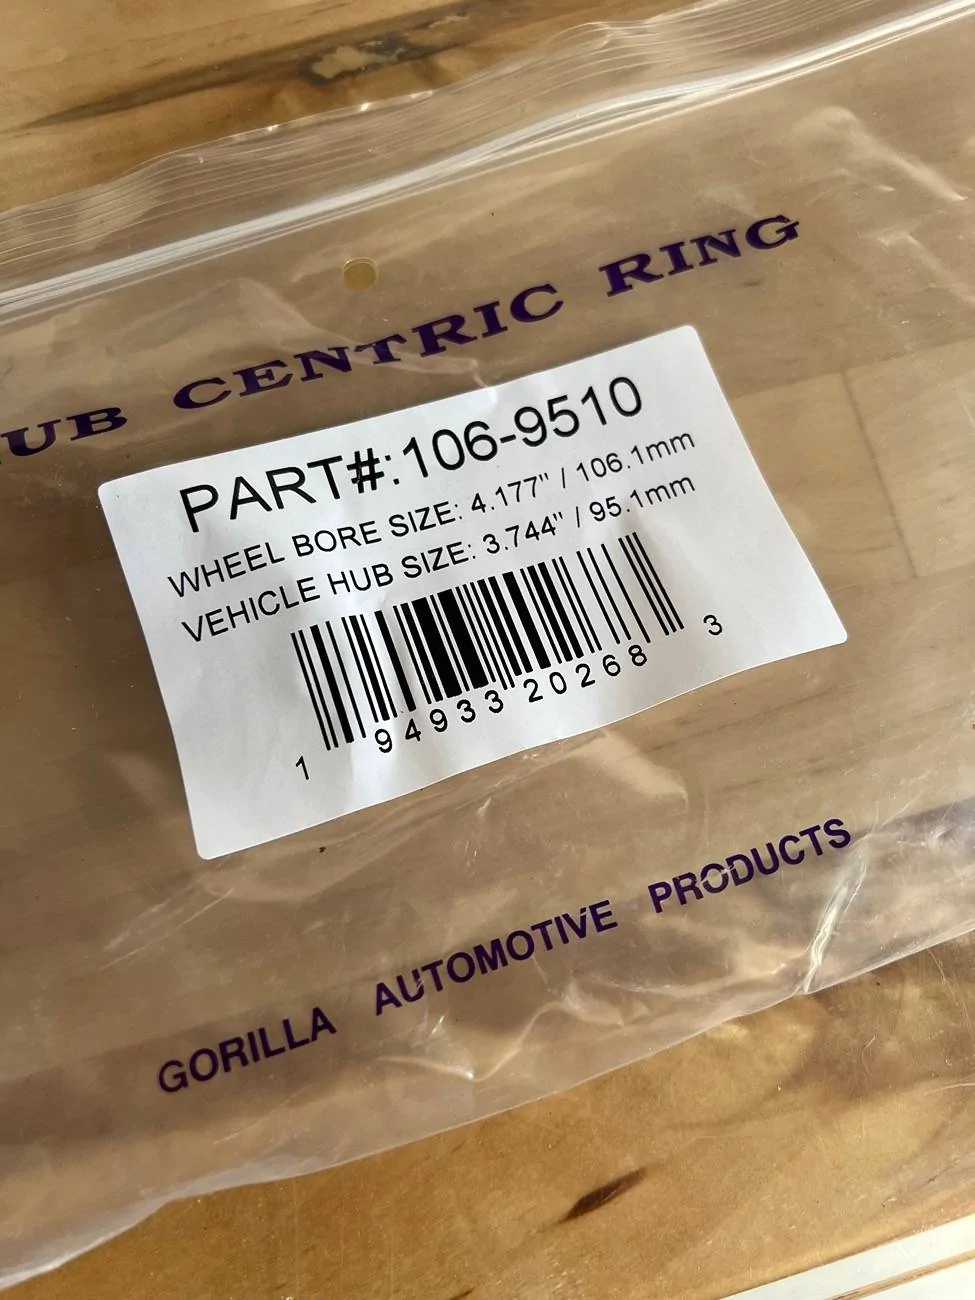 UB CENTRIC RING
PART#:106-9510
WHEEL BORE SIZE: 4.177" / 106.1mm
VEHICLE HUB SIZE: 3.744" / 95.1mm
1 94933 20268 3
GORILLA AUTOMOTIVE PRODUCTS